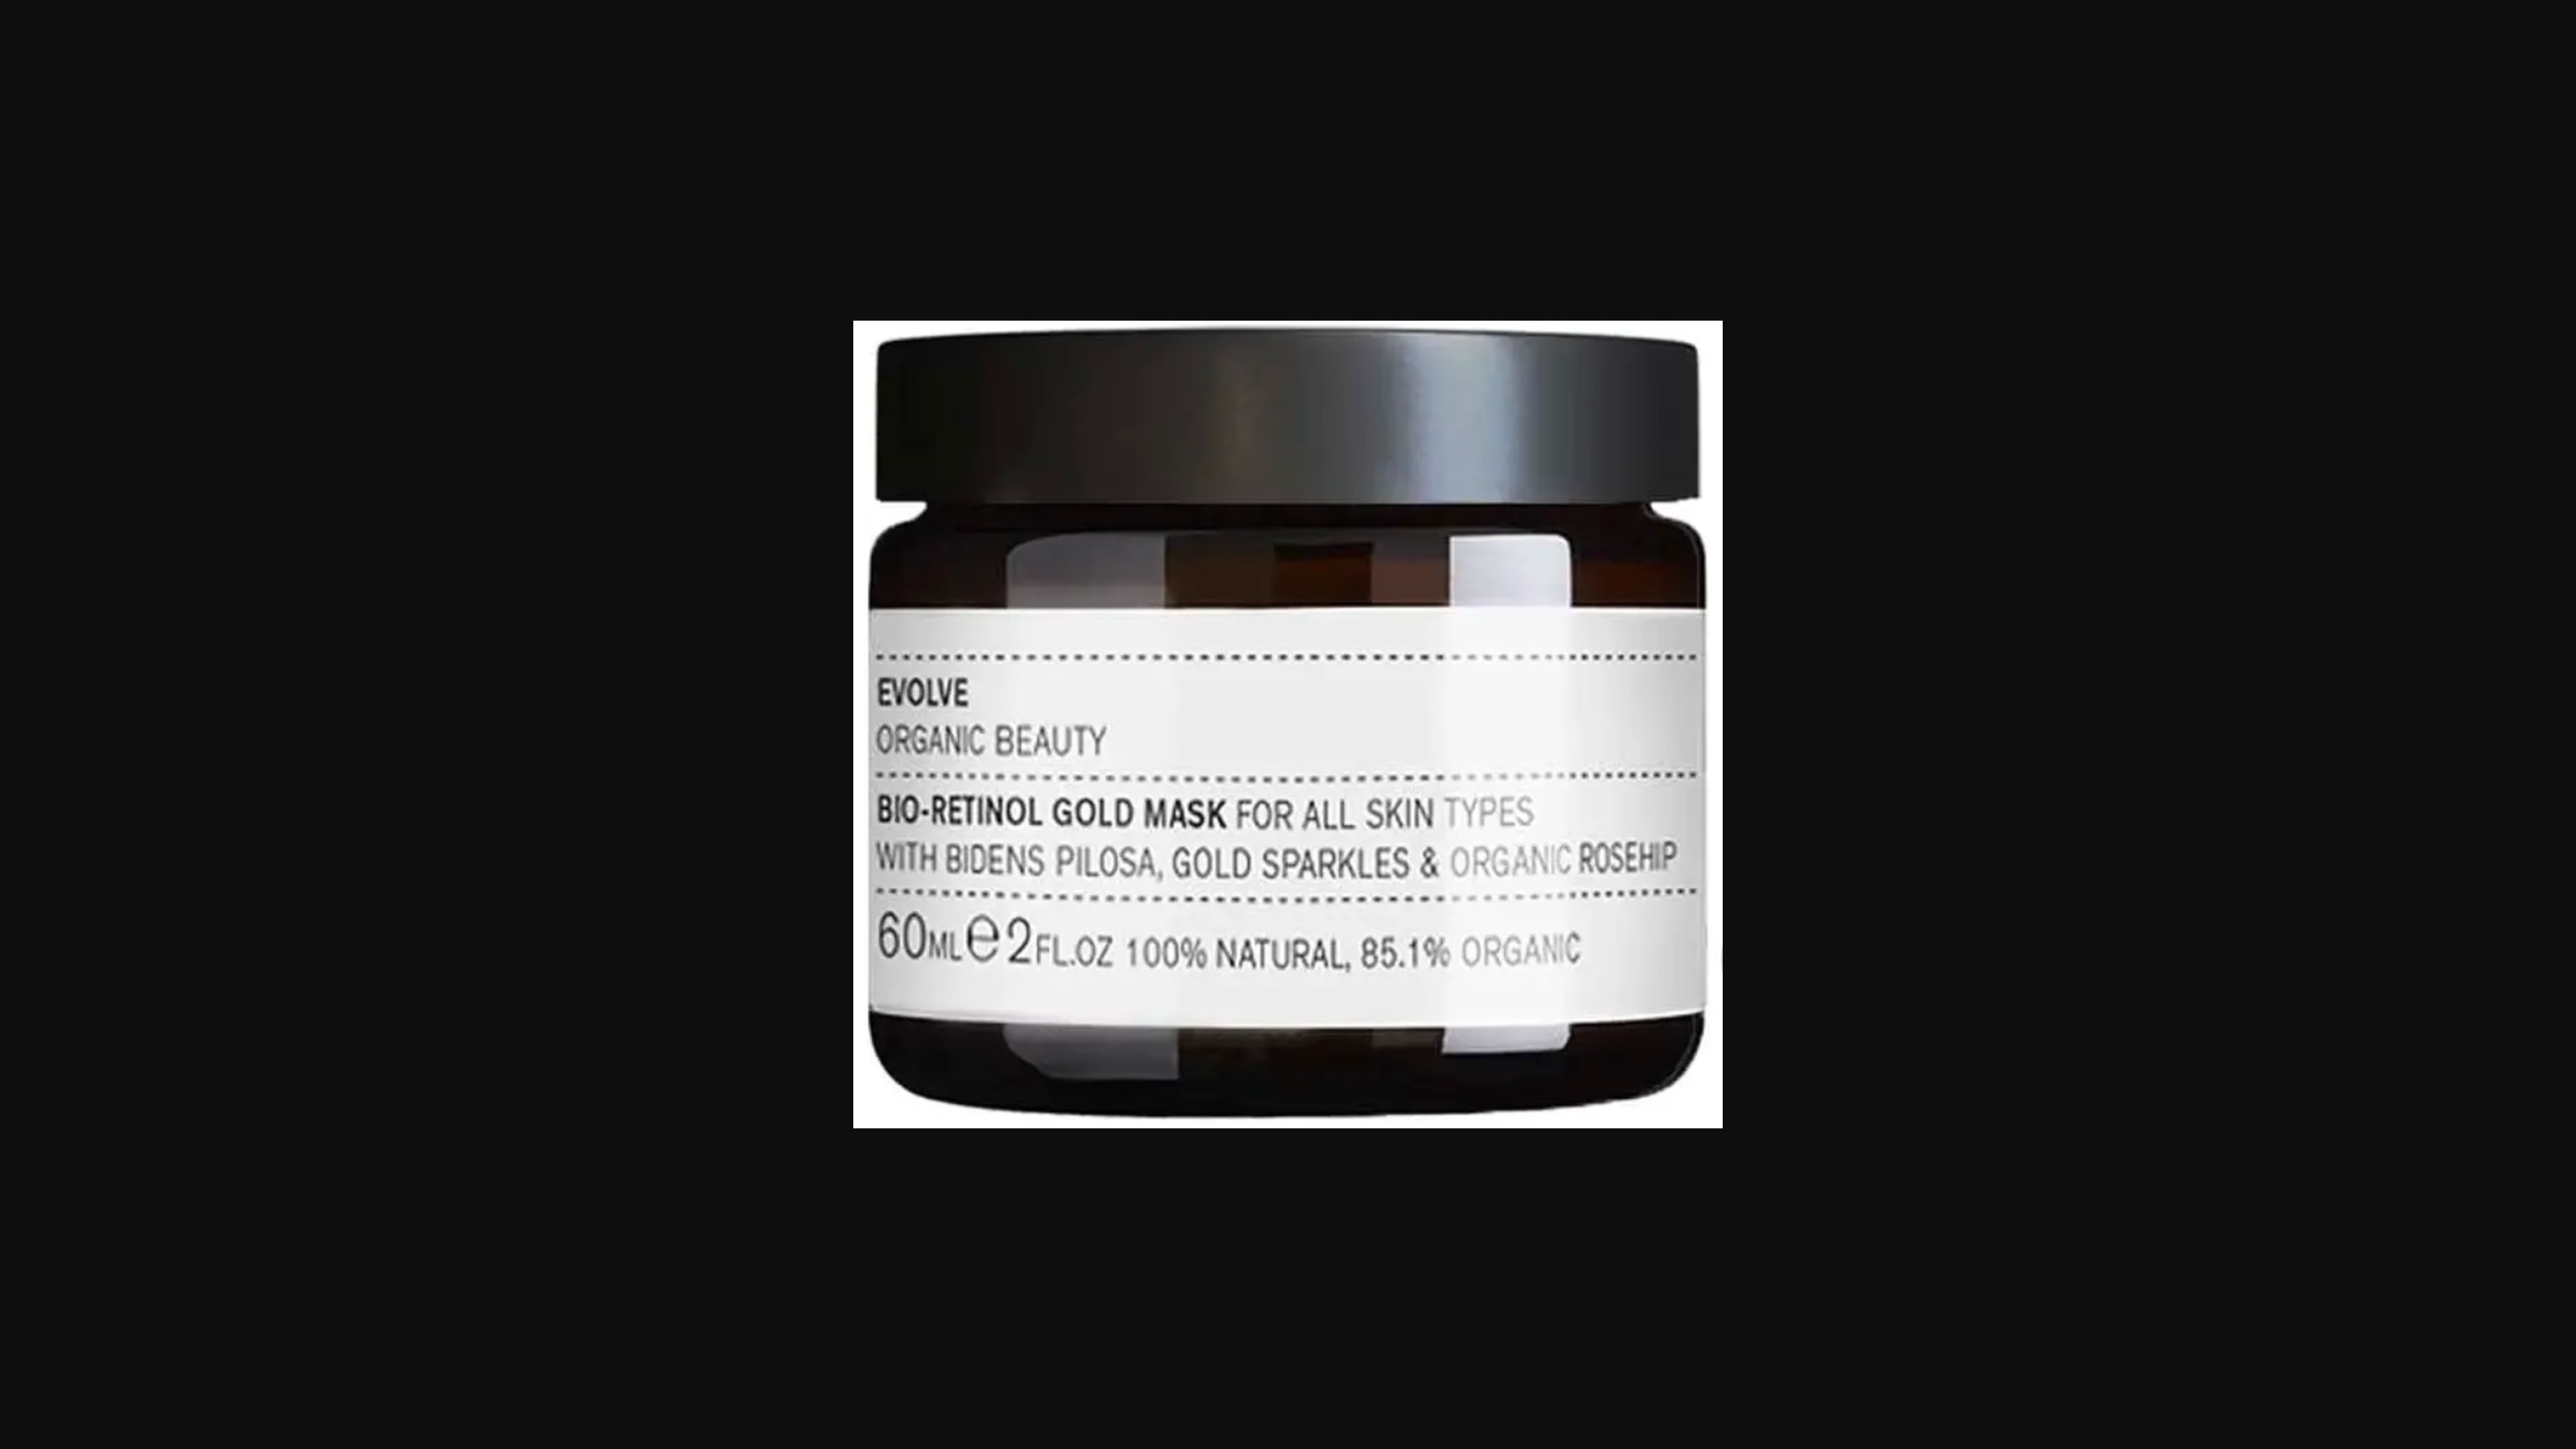 EVOLVE
ORGANIC BEAUTY
BIO-RETINOL GOLD MASK FOR ALL SKIN TYPES
WITH BIDENS PILOSA, GOLD SPARKLES & ORGANIC ROSEHIP
60ML℮2FL.OZ 100% NATURAL, 85.1% ORGANIC